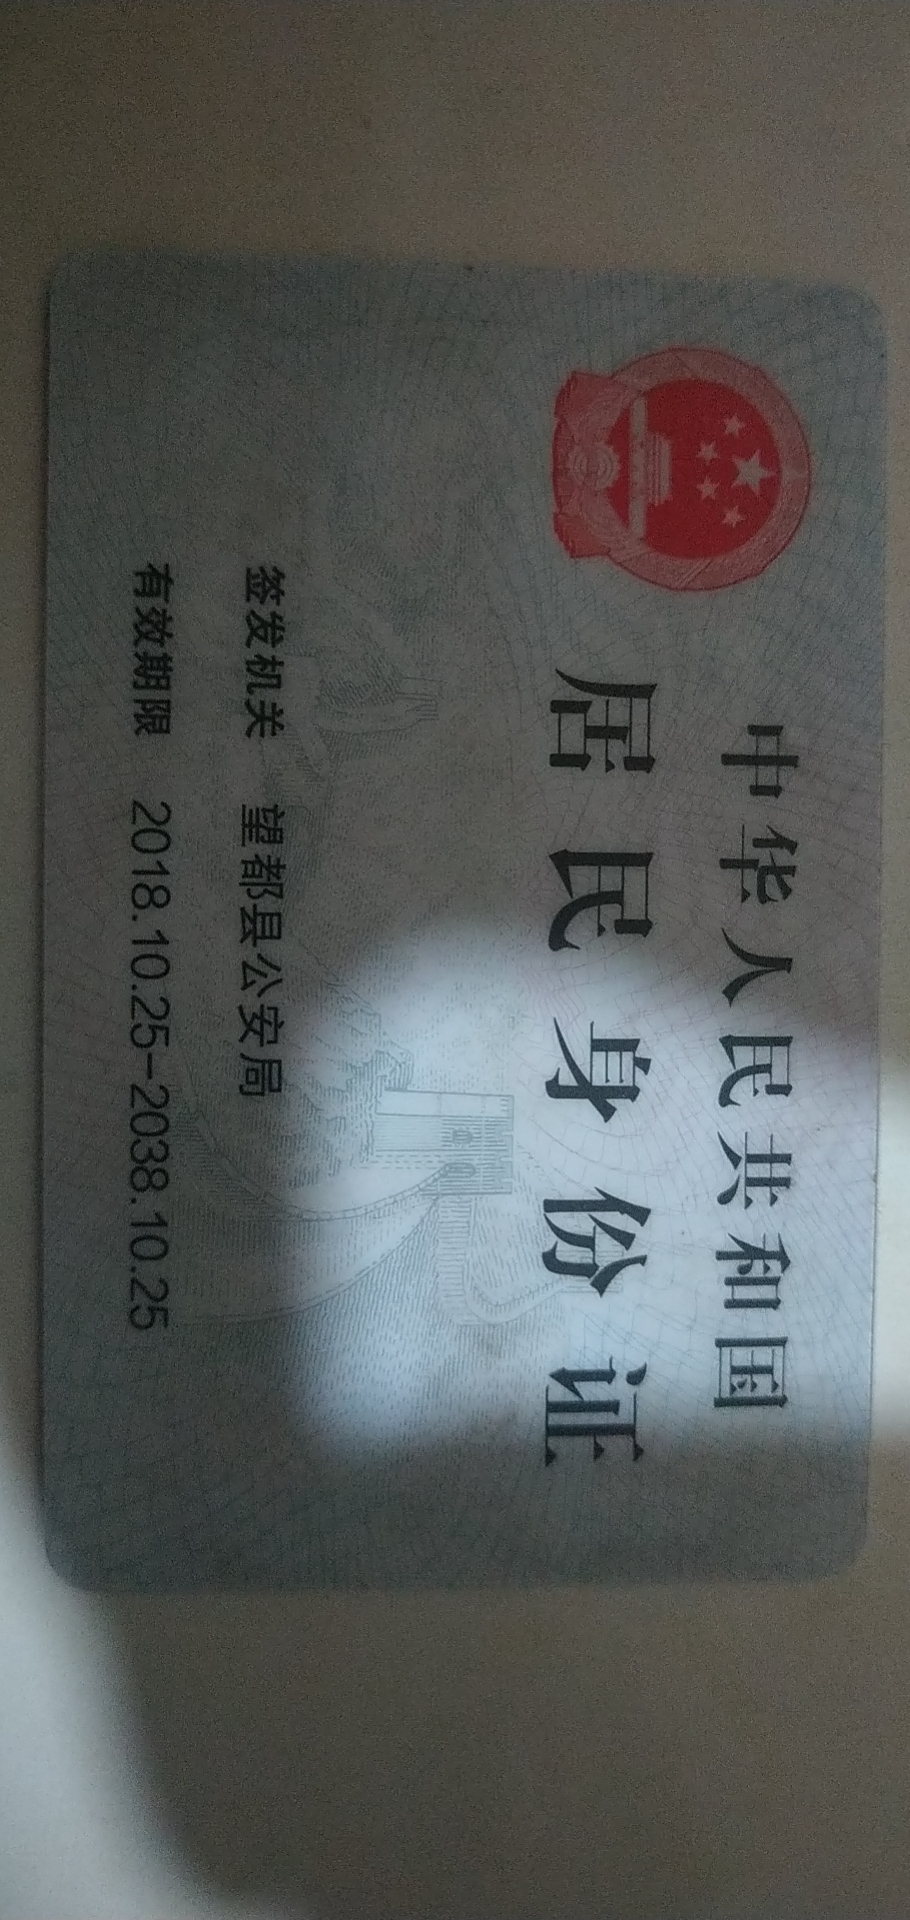 中华人民共和国
居民身份证
签发机关 望都县公安局
有效期限 2018.10.25-2038.10.25